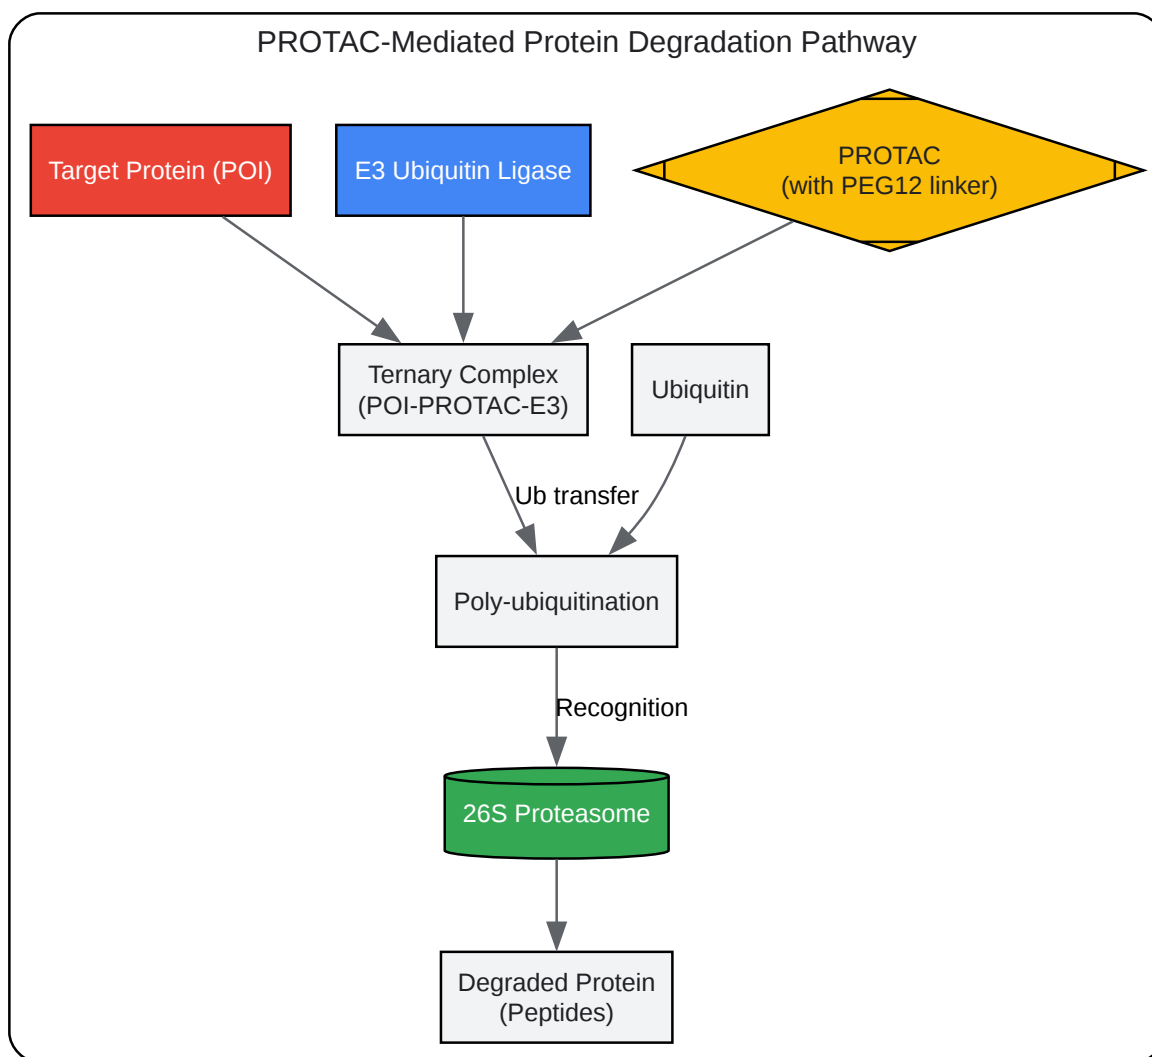 PROTAC-Mediated Protein Degradation Pathway
Target Protein (POI)
E3 Ubiquitin Ligase
PROTAC
(with PEG12 linker)
Ternary Complex
(POI-PROTAC-E3)
Ubiquitin
Ub transfer
Poly-ubiquitination
Recognition
26S Proteasome
Degraded Protein
(Peptides)